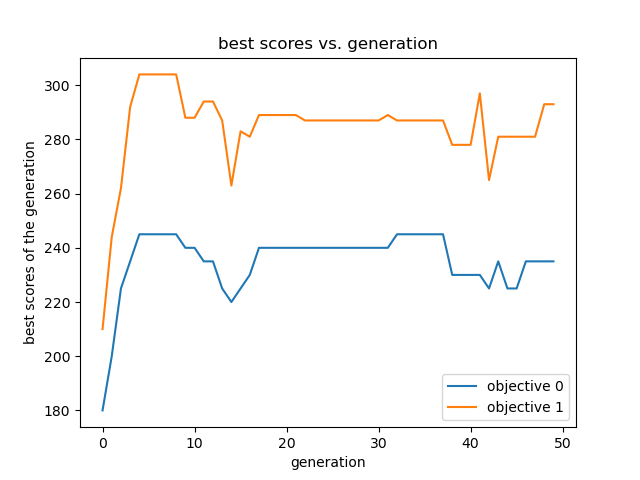 best scores vs. generation
best scores of the generation
300
280
260
240
220
200
180
0 10 20 30 40 50
generation
objective 0
objective 1